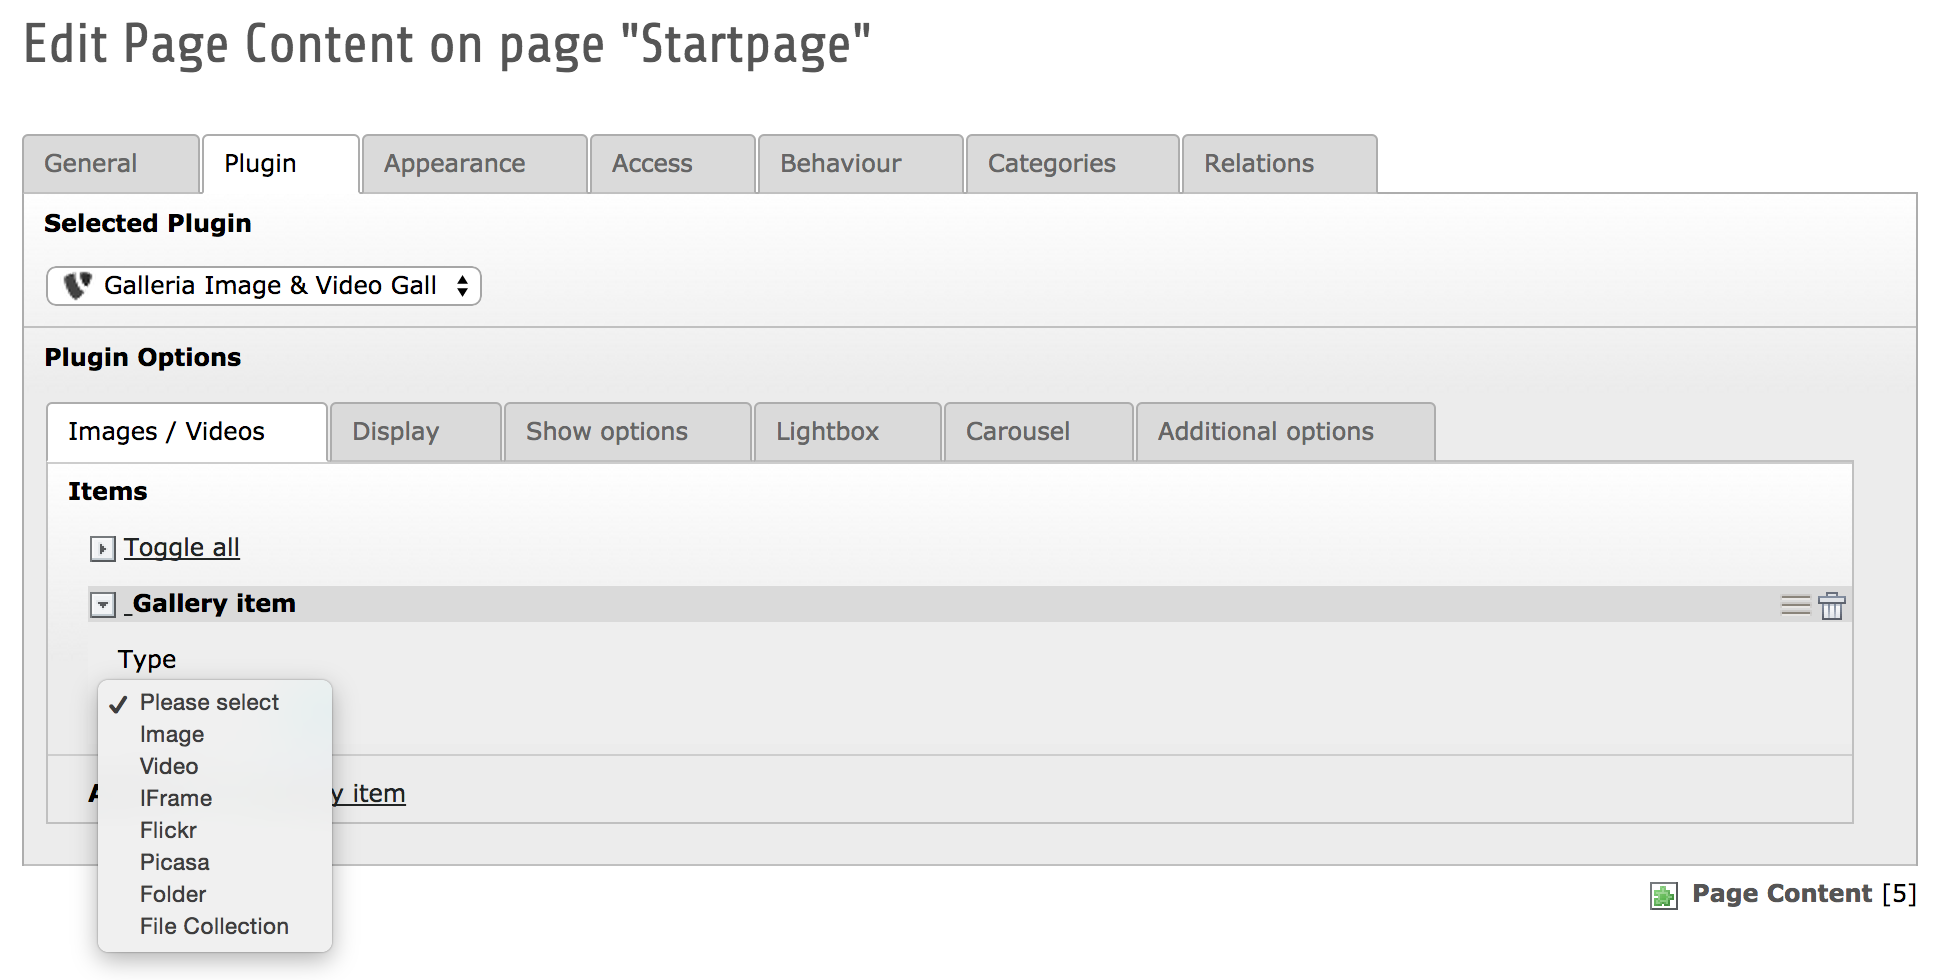 Edit Page Content on page "Startpage"
General Plugin Appearance Access Behaviour Categories Relations
Selected Plugin
Galleria Image & Video Gall
Plugin Options
Images / Videos Display Show options Lightbox Carousel Additional options
Items
Toggle all
_Gallery item
Type
Please select
Image
Video
IFrame
y item
Flickr
Picasa
Folder
File Collection
Page Content [5]